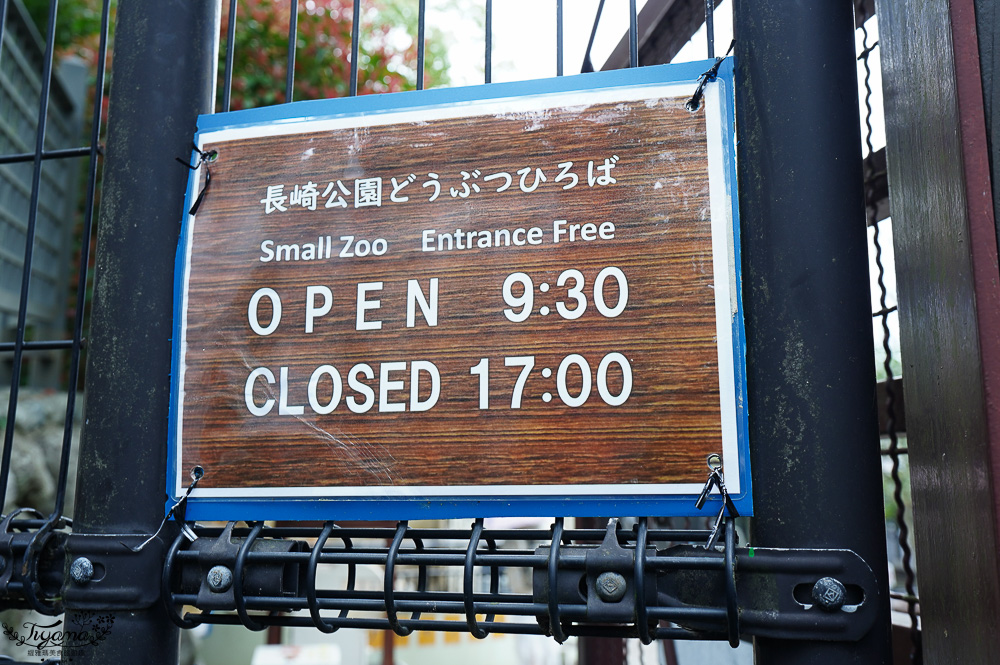 長崎公園どうぶつひろば
Small Zoo Entrance Free
OPEN 9:30
CLOSED 17:00